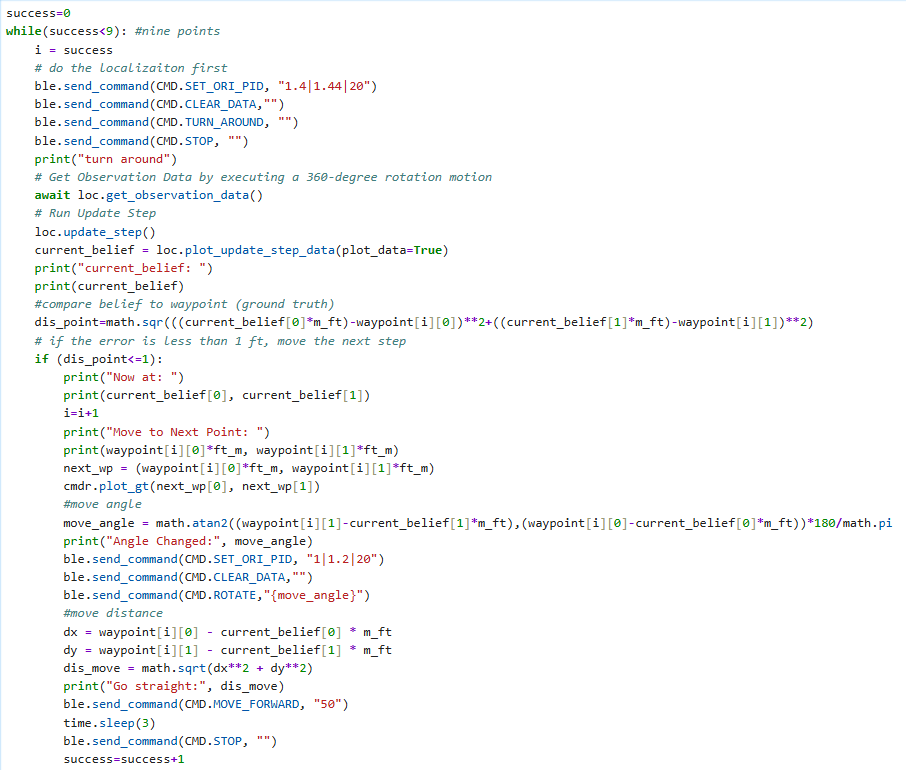 success=0
while(success<9): #nine points
    i = success
    # do the localizaiton first
    ble.send_command(CMD.SET_ORI_PID, "1.4|1.44|20")
    ble.send_command(CMD.CLEAR_DATA,"")
    ble.send_command(CMD.TURN_AROUND, "")
    ble.send_command(CMD.STOP, "")
    print("turn around")
    # Get Observation Data by executing a 360-degree rotation motion
    await loc.get_observation_data()
    # Run Update Step
    loc.update_step()
    current_belief = loc.plot_update_step_data(plot_data=True)
    print("current_belief: ")
    print(current_belief)
    #compare belief to waypoint (ground truth)
    dis_point=math.sqr(((current_belief[0]*m_ft)-waypoint[i][0])**2+((current_belief[1]*m_ft)-waypoint[i][1])**2)
    # if the error is less than 1 ft, move the next step
    if (dis_point<=1):
        print("Now at: ")
        print(current_belief[0], current_belief[1])
        i=i+1
        print("Move to Next Point: ")
        print(waypoint[i][0]*ft_m, waypoint[i][1]*ft_m)
        next_wp = (waypoint[i][0]*ft_m, waypoint[i][1]*ft_m)
        cmdr.plot_gt(next_wp[0], next_wp[1])
        #move angle
        move_angle = math.atan2((waypoint[i][1]-current_belief[1]*m_ft),(waypoint[i][0]-current_belief[0]*m_ft))*180/math.pi
        print("Angle Changed:", move_angle)
        ble.send_command(CMD.SET_ORI_PID, "1|1.2|20")
        ble.send_command(CMD.CLEAR_DATA,"")
        ble.send_command(CMD.ROTATE,"{move_angle}")
        #move distance
        dx = waypoint[i][0] - current_belief[0] * m_ft
        dy = waypoint[i][1] - current_belief[1] * m_ft
        dis_move = math.sqrt(dx**2 + dy**2)
        print("Go straight:", dis_move)
        ble.send_command(CMD.MOVE_FORWARD, "50")
        time.sleep(3)
        ble.send_command(CMD.STOP, "")
        success=success+1